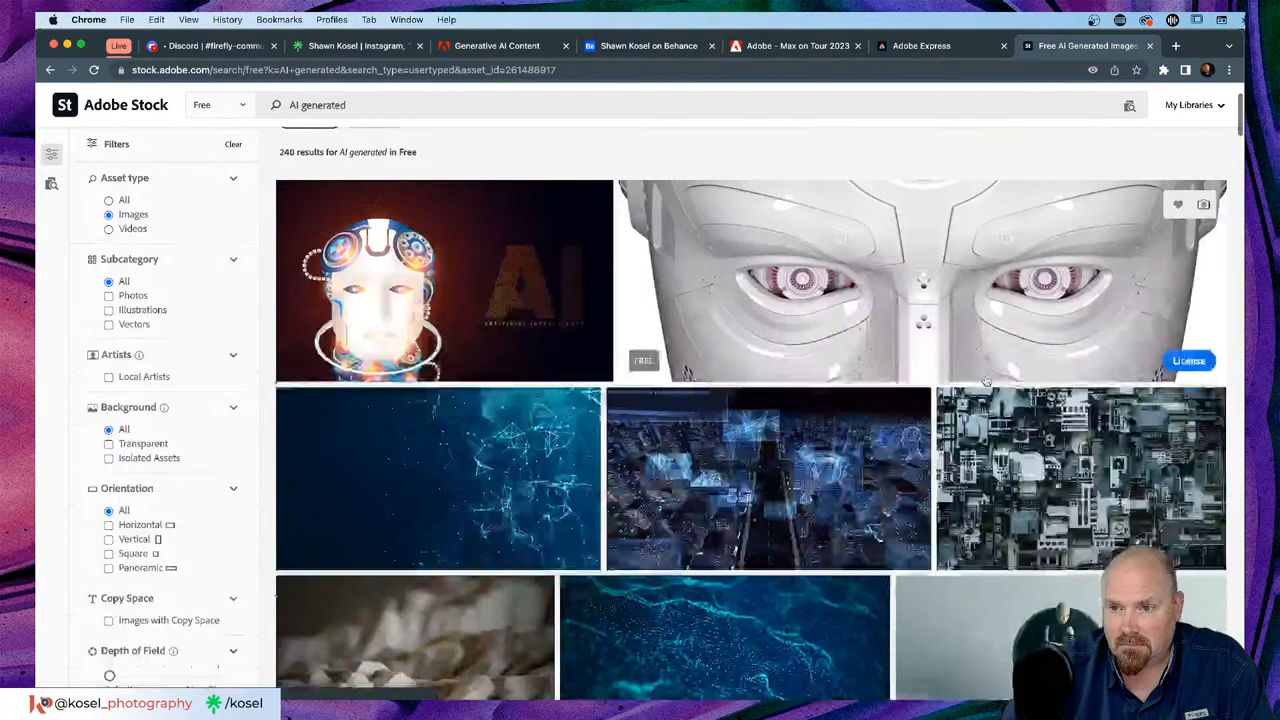 Chrome File Edit View History Bookmarks Profiles Tab Window Help
Live • Discord | #firefly-commu Shawn Kosel | Instagram, T Generative AI Content Shawn Kosel on Behance Adobe - Max on Tour 2023 Adobe Express Free Ai Generated Images
stock.adobe.com/search/free?k=AI+generated&search_type=usertyped&asset_id=261486917
St Adobe Stock Free AI generated My Libraries
Filters Clear
240 results for AI generated in Free
Asset type
All
Images
Videos
Subcategory
All
Photos
Illustrations
Vectors
Artists
Local Artists
Background
All
Transparent
Isolated Assets
Orientation
All
Horizontal
Vertical
Square
Panoramic
Copy Space
Images with Copy Space
Depth of Field
AI
ARTIFICIAL INTELLIGENCE
FREE
License
@kosel_photography /kosel